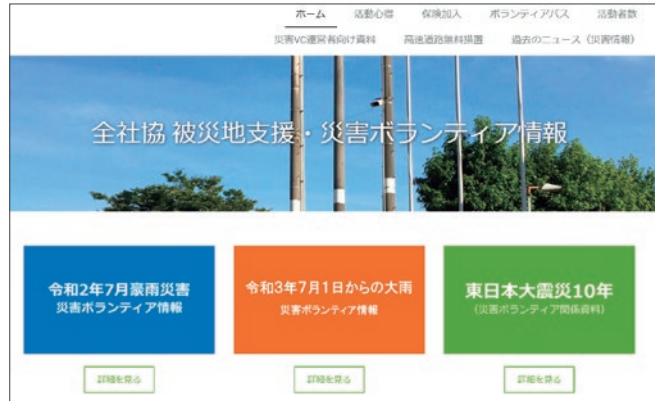 ホーム 活動心得 保険加入 ボランティアバス 活動者数
災害VC運営者向け資料 高速道路無料措置 過去のニュース（災害情報）
全社協 被災地支援・災害ボランティア情報
令和2年7月豪雨災害
災害ボランティア情報
令和3年7月1日からの大雨
災害ボランティア情報
東日本大震災10年
（災害ボランティア関係資料）
詳細を見る 詳細を見る 詳細を見る